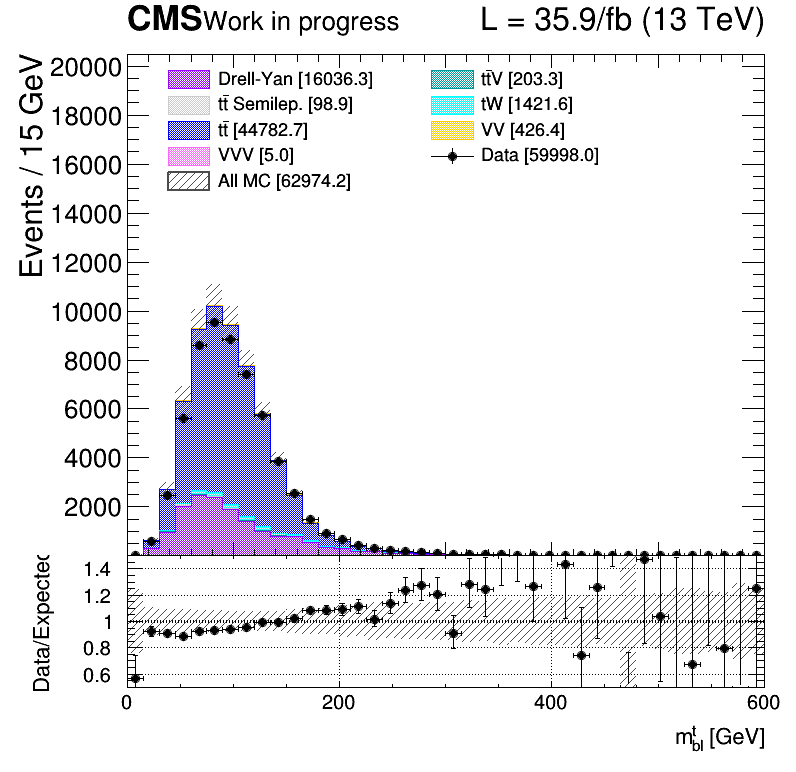 CMS Work in progress L = 35.9/fb (13 TeV)
Events / 15 GeV
20000
18000
16000
14000
12000
10000
8000
6000
4000
2000
Drell-Yan [16036.3]
tt̄ Semilep. [98.9]
tt̄ [44782.7]
VVV [5.0]
All MC [62974.2]
tt̄V [203.3]
tW [1421.6]
VV [426.4]
Data [59998.0]
Data/Expected
1.4
1.2
1
0.8
0.6
0 200 400 600
m^t_bl [GeV]